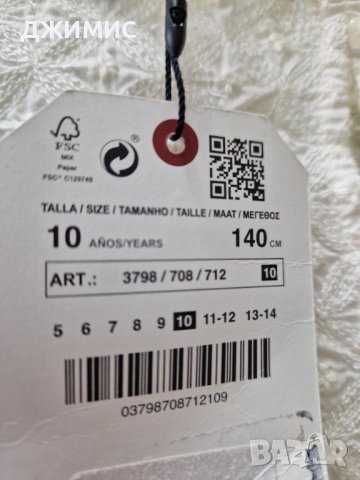 ДЖИМИС
FSC
MIX
Paper
FSC® C129749
TALLA / SIZE / TAMANHO / TAILLE / MAAT / ΜΕΓΕΘΟΣ
10 AÑOS/YEARS 140 CM
ART.: 3798 / 708 / 712 10
5 6 7 8 9 10 11-12 13-14
03798708712109
BAZAR